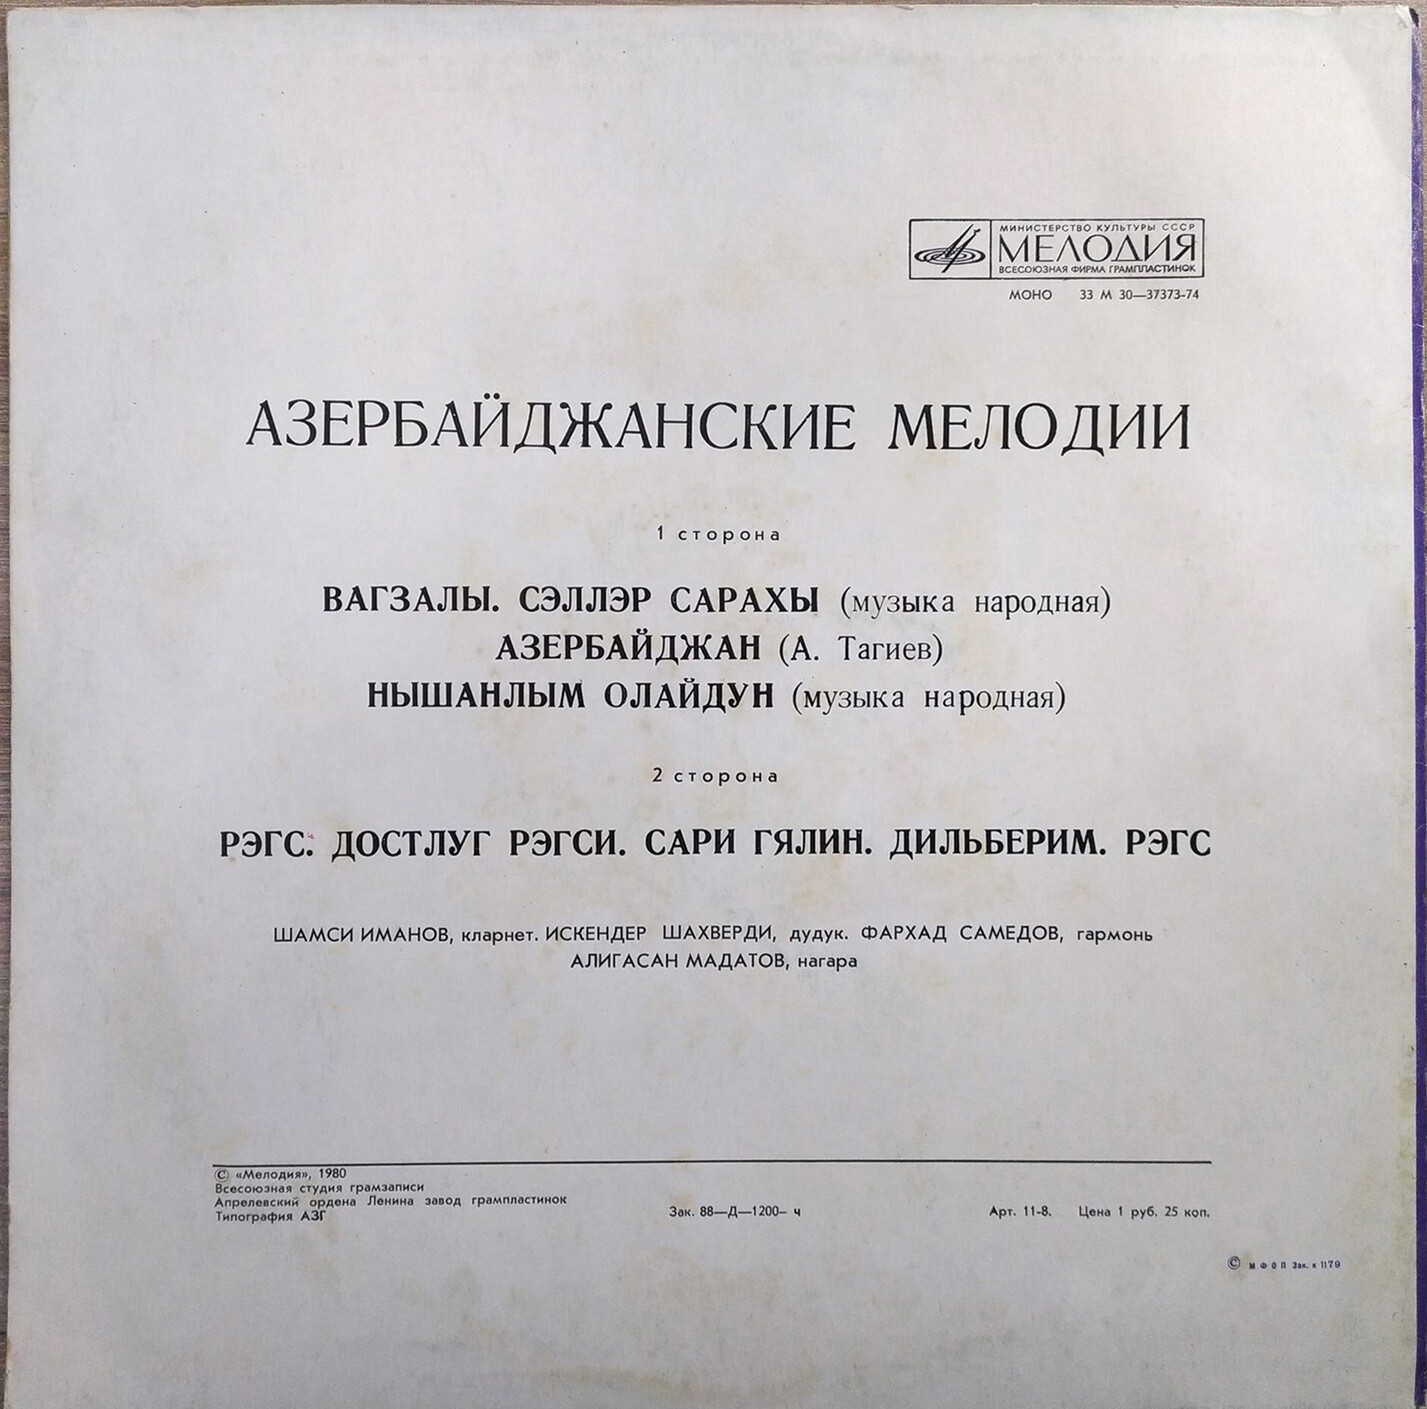 МИНИСТЕРСТВО КУЛЬТУРЫ СССР
МЕЛОДИЯ
ВСЕСОЮЗНАЯ ФИРМА ГРАМПЛАСТИНОК
МОНО 33 М 30—37373-74
АЗЕРБАЙДЖАНСКИЕ МЕЛОДИИ
1 сторона
ВАГЗАЛЫ. СЭЛЛЭР САРАХЫ (музыка народная)
АЗЕРБАЙДЖАН (А. Тагиев)
НЫШАНЛЫМ ОЛАЙДУН (музыка народная)
2 сторона
РЭГС. ДОСТЛУГ РЭГСИ. САРИ ГЯЛИН. ДИЛЬБЕРИМ. РЭГС
ШАМСИ ИМАНОВ, кларнет. ИСКЕНДЕР ШАХВЕРДИ, дудук. ФАРХАД САМЕДОВ, гармонь
АЛИГАСАН МАДАТОВ, нагара
© «Мелодия», 1980
Всесоюзная студия грамзаписи
Апрелевский ордена Ленина завод грампластинок
Типография АЗГ
Зак. 88—Д—1200- ч
Арт. 11-8. Цена 1 руб. 25 коп.
© МФОП Зак. к 1179